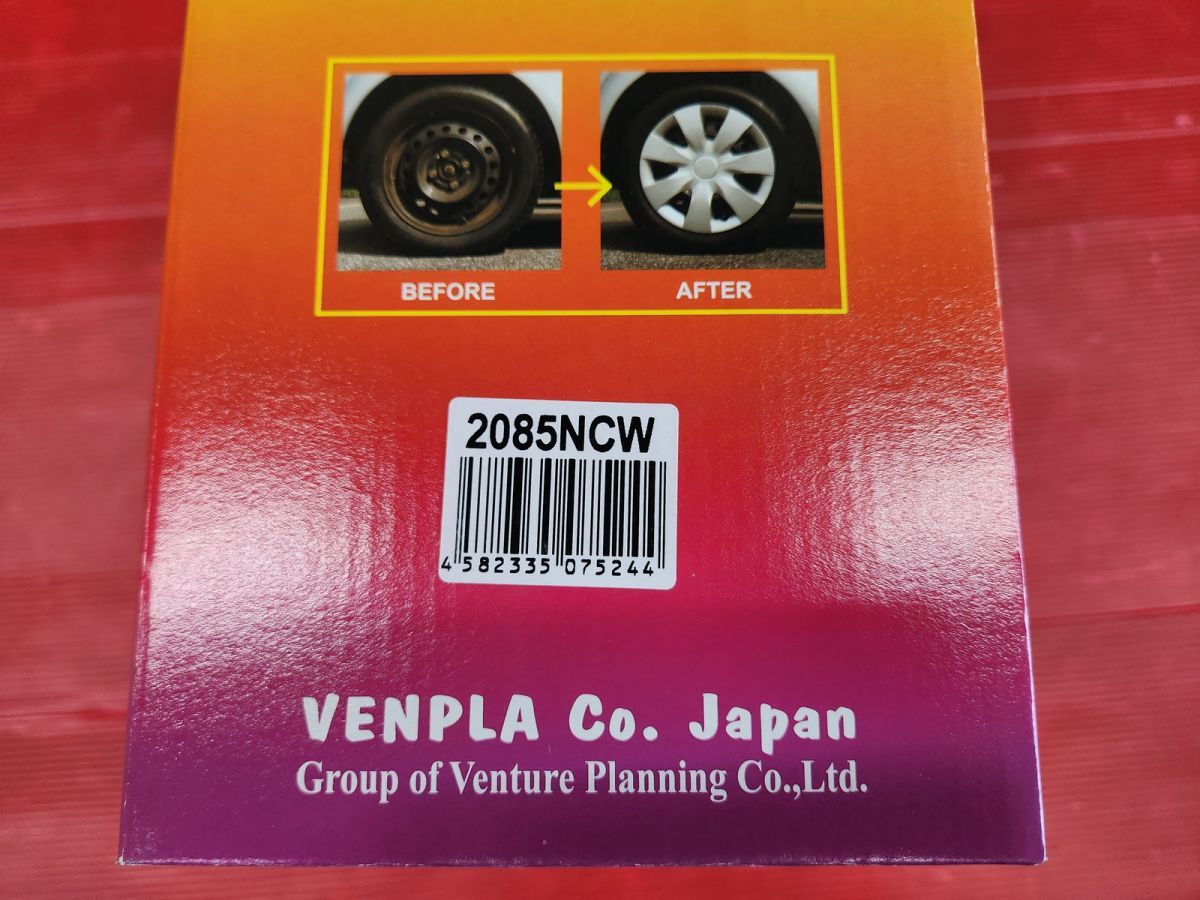 BEFORE
AFTER
2085NCW
4 582335 075244
VENPLA Co. Japan
Group of Venture Planning Co.,Ltd.